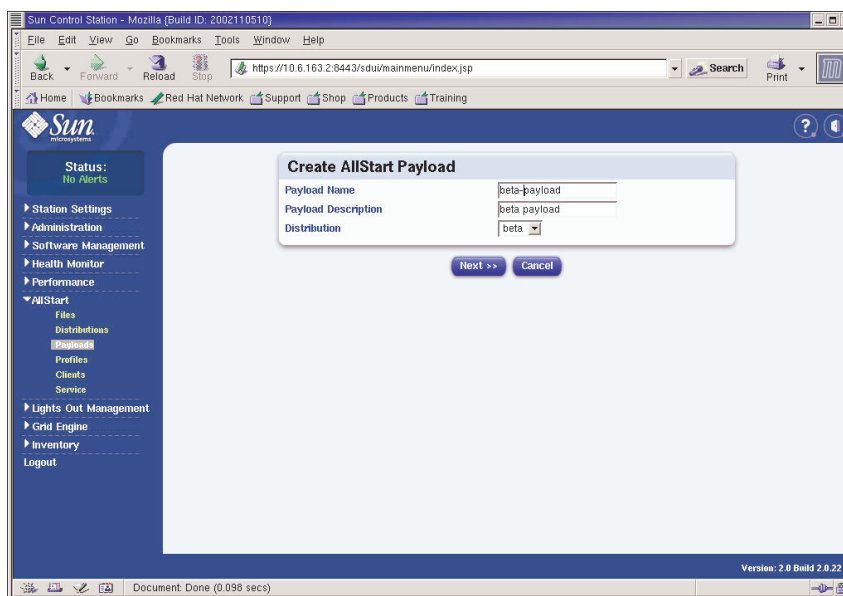 Sun Control Station - Mozilla {Build ID: 2002110510}
File Edit View Go Bookmarks Tools Window Help
Back Forward Reload Stop https://10.6.163.2:8443/sdui/mainmenu/index.jsp Search Print
Home Bookmarks Red Hat Network Support Shop Products Training
Sun
microsystems
?
Status:
No Alerts
Station Settings
Administration
Software Management
Health Monitor
Performance
AllStart
Files
Distributions
Payloads
Profiles
Clients
Service
Lights Out Management
Grid Engine
Inventory
Logout
Create AllStart Payload
Payload Name beta-payload
Payload Description beta payload
Distribution beta
Next >> Cancel
Version: 2.0 Build 2.0.22
Document: Done (0.098 secs)